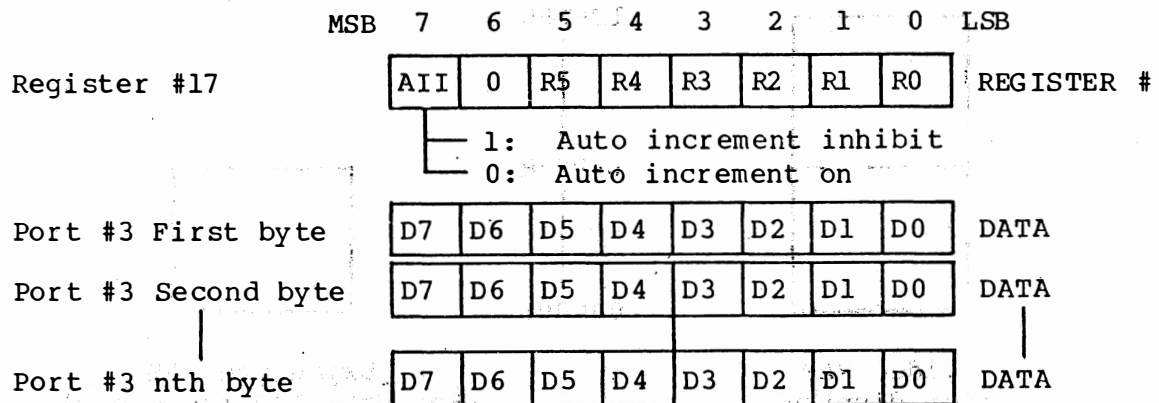 MSB 7 6 5 4 3 2 1 0 LSB
Register #17 AII 0 R5 R4 R3 R2 R1 R0 REGISTER #
1: Auto increment inhibit
0: Auto increment on
Port #3 First byte D7 D6 D5 D4 D3 D2 D1 D0 DATA
Port #3 Second byte D7 D6 D5 D4 D3 D2 D1 D0 DATA
Port #3 nth byte D7 D6 D5 D4 D3 D2 D1 D0 DATA